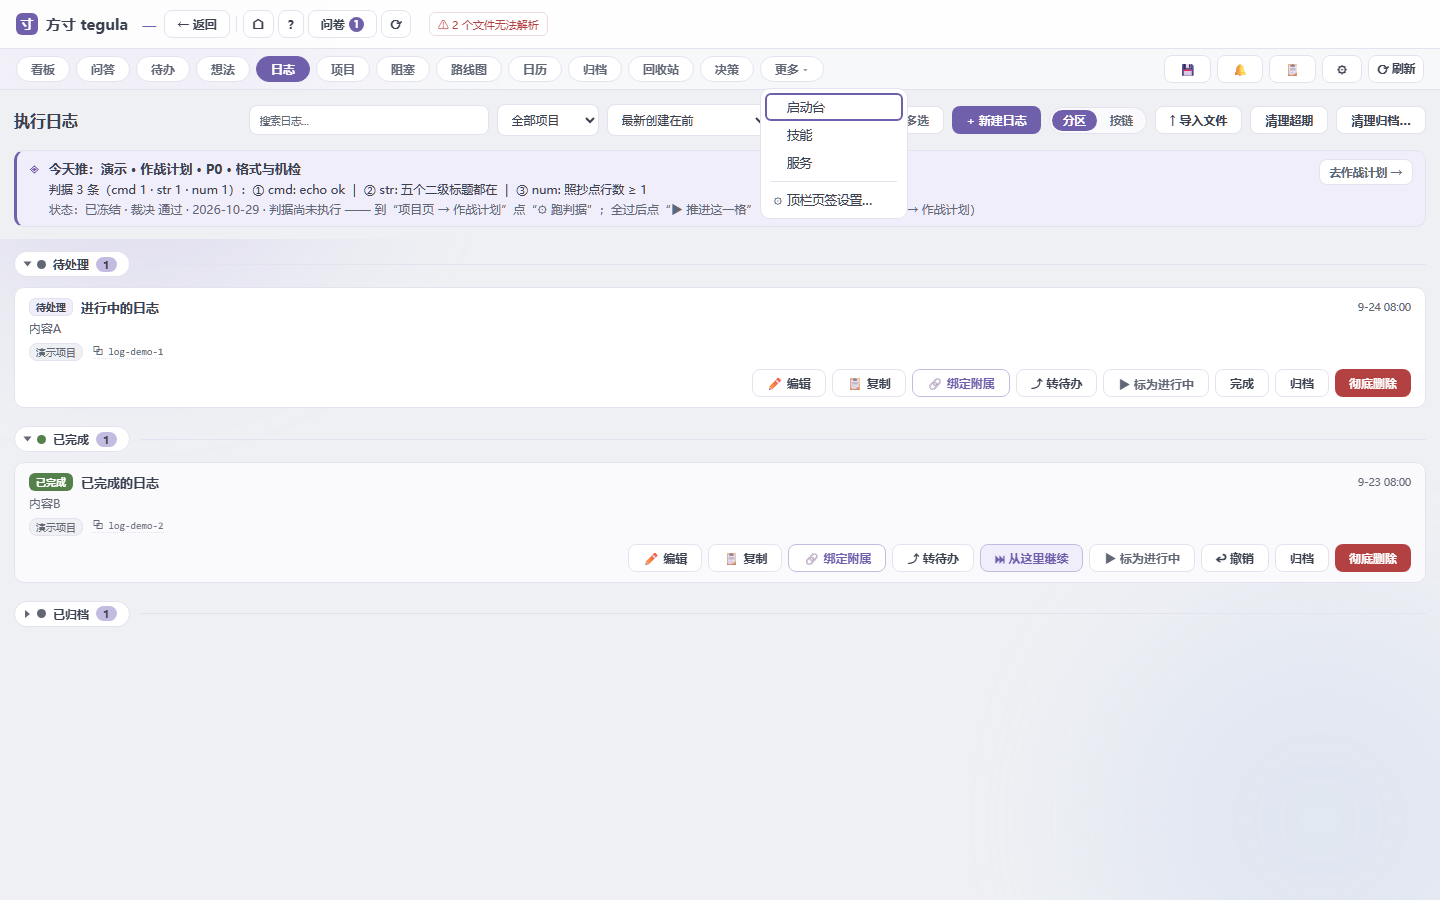 寸 方寸 tegula — ← 返回 ? 问卷 1 ⚠ 2 个文件无法解析
看板 问答 待办 想法 日志 项目 阻塞 路线图 日历 归档 回收站 决策 更多 刷新
执行日志 搜索日志... 全部项目 最新创建在前 多选 + 新建日志 分区 按链 ↑ 导入文件 清理超期 清理归档...
启动台
技能
服务
⚙ 顶栏页签设置...
◈ 今天推：演示 • 作战计划 • P0 • 格式与机检 去作战计划 →
判据 3 条（cmd 1 · str 1 · num 1）: ① cmd: echo ok | ② str: 五个二级标题都在 | ③ num: 照抄点行数 ≥ 1
状态：已冻结 · 裁决 通过 · 2026-10-29 · 判据尚未执行 —— 到“项目页 → 作战计划”点“⚙ 跑判据”；全过后点“▶ 推进这一格” → 作战计划）
▼ ● 待处理 1
待处理 进行中的日志 9-24 08:00
内容A
演示项目 log-demo-1
编辑 复制 绑定附属 转待办 ▶ 标为进行中 完成 归档 彻底删除
▼ ● 已完成 1
已完成 已完成的日志 9-23 08:00
内容B
演示项目 log-demo-2
编辑 复制 绑定附属 转待办 从这里继续 ▶ 标为进行中 撤销 归档 彻底删除
▶ ● 已归档 1